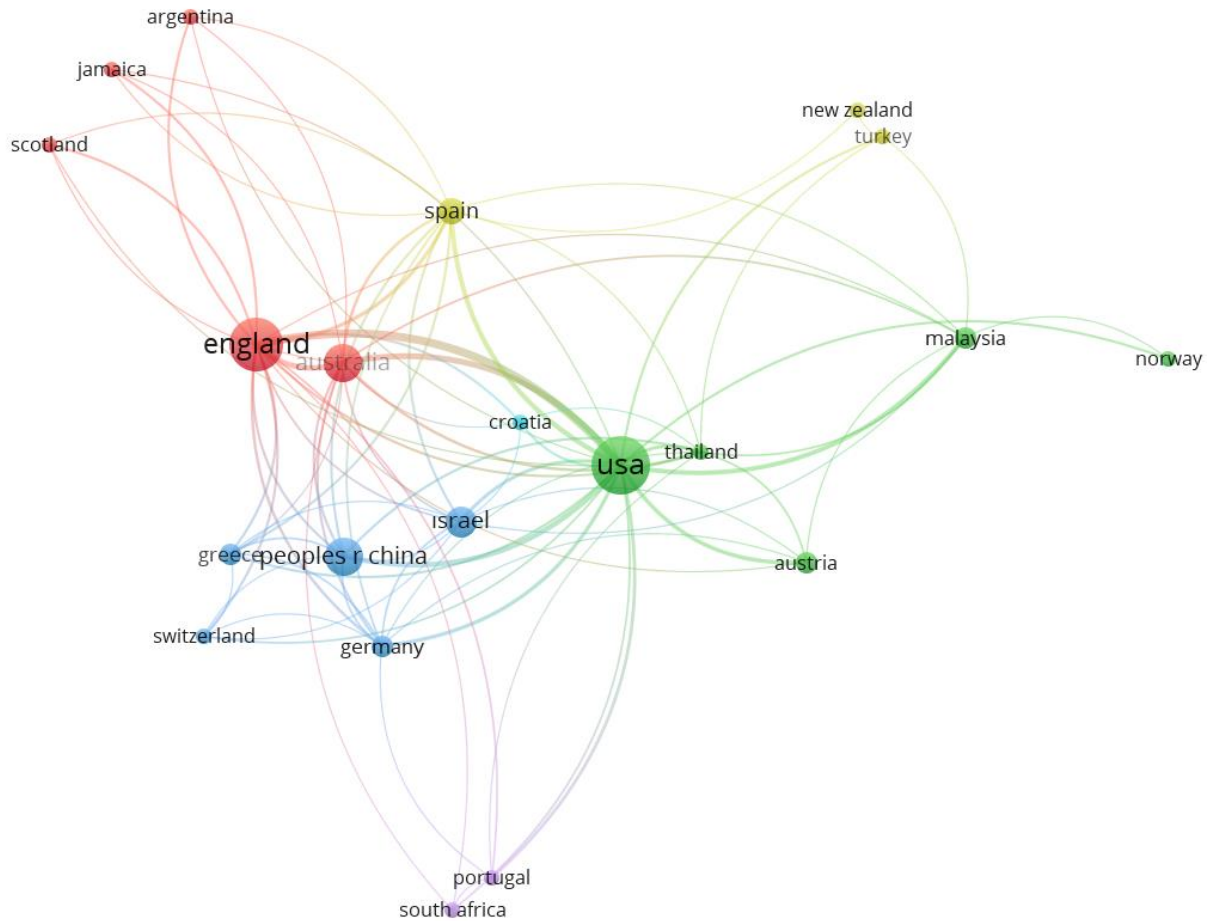 argentina
jamaica
scotland
new zealand
turkey
spain
england
australia
malaysia
norway
croatia
thailand
usa
ısrael
greece
peoples r china
austria
switzerland
germany
portugal
south africa